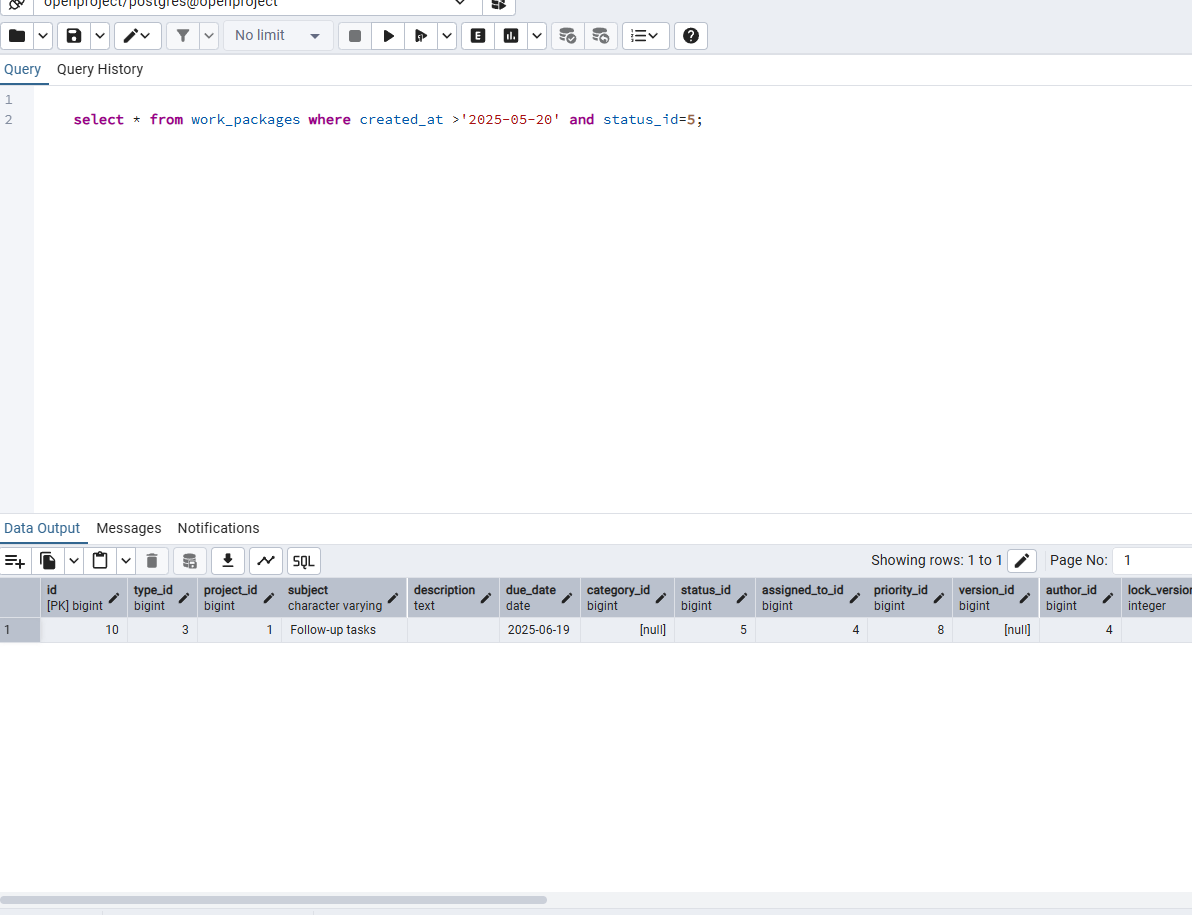 openproject/postgres@openproject
No limit
E
Query Query History
1
2 select * from work_packages where created_at >'2025-05-20' and status_id=5;
Data Output Messages Notifications
SQL Showing rows: 1 to 1 Page No: 1
id type_id project_id subject description due_date category_id status_id assigned_to_id priority_id version_id author_id lock_version
[PK] bigint bigint bigint character varying text date bigint bigint bigint bigint bigint bigint integer
1 10 3 1 Follow-up tasks 2025-06-19 [null] 5 4 8 [null] 4